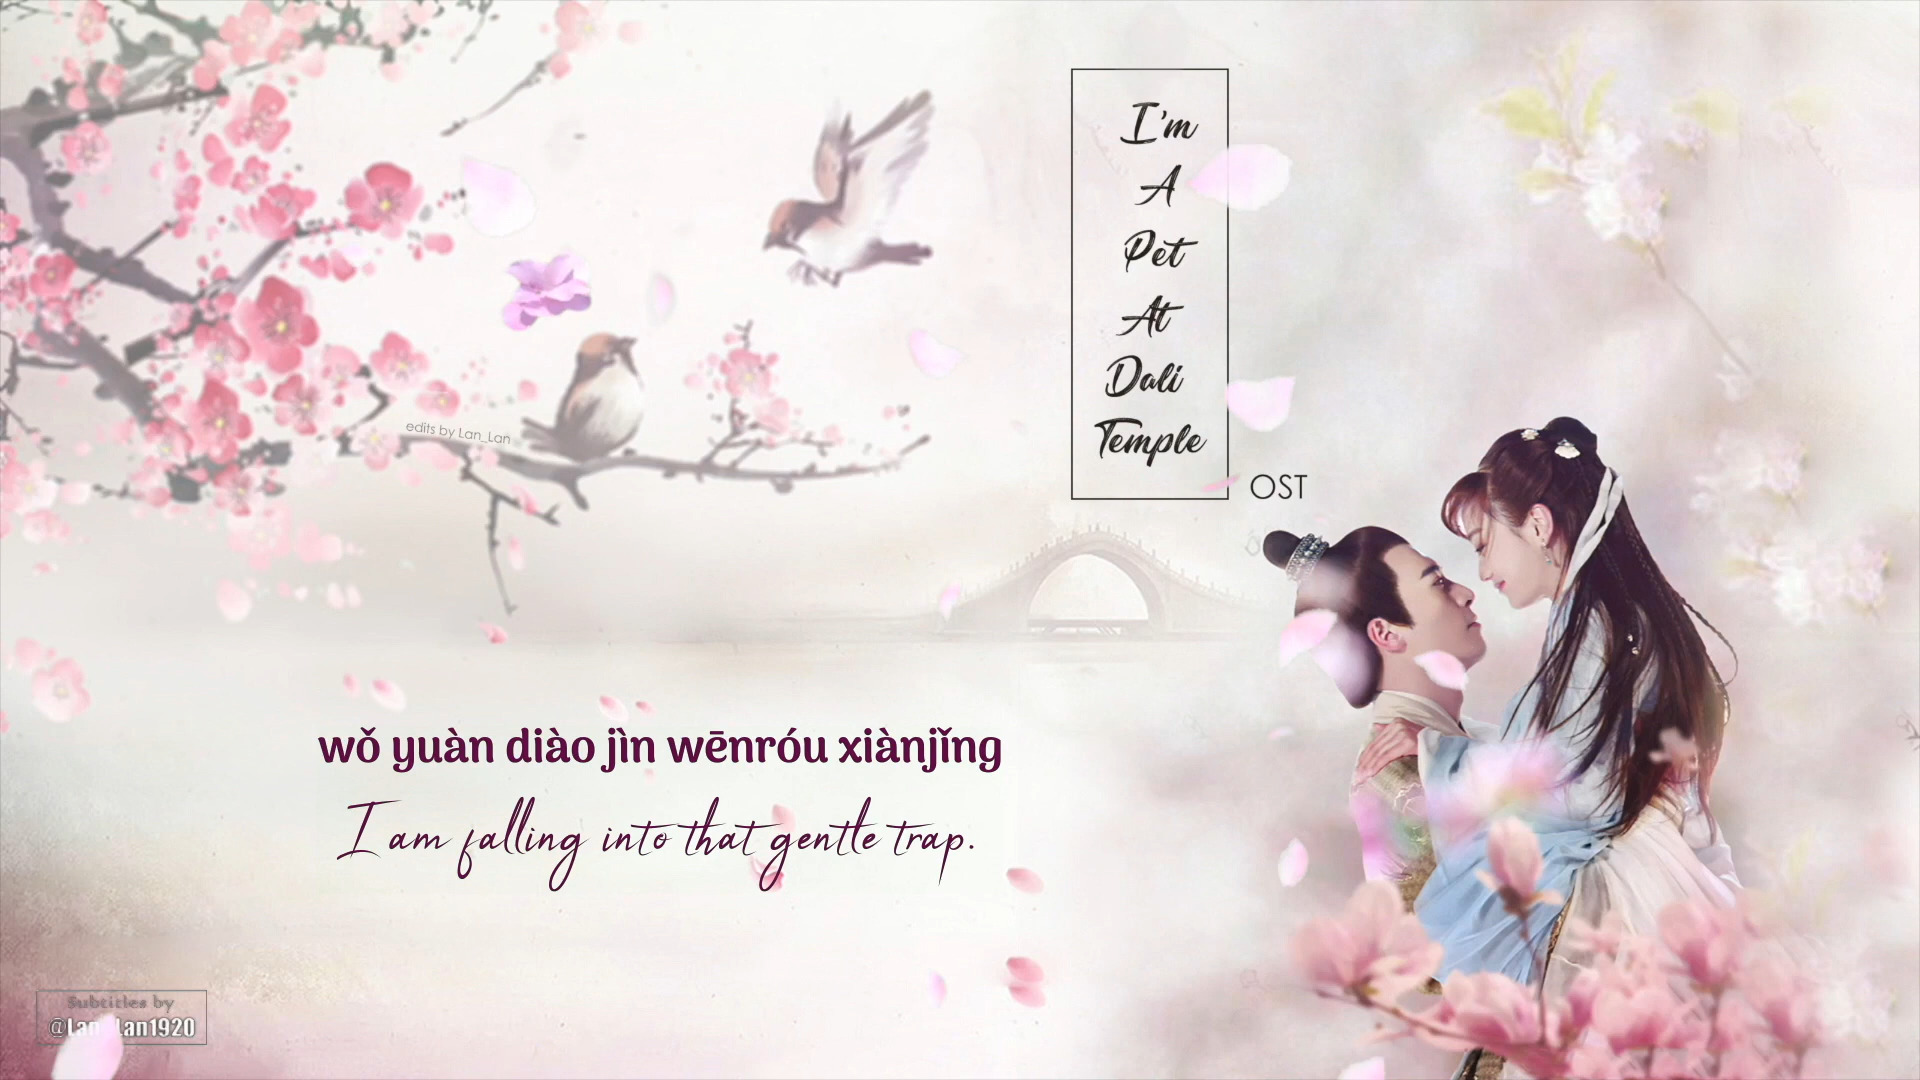 I'm
A
Pet
At
Dali
Temple
OST
edits by Lan_Lan
wǒ yuàn diào jìn wēnróu xiànjǐng
I am falling into that gentle trap.
Subtitles by
@Lan_Lan1920